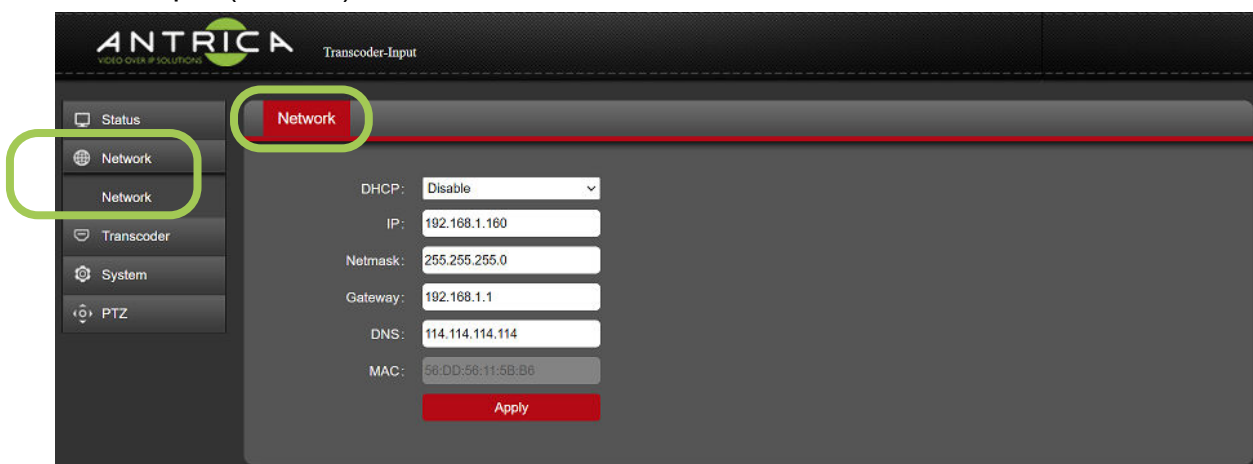 ANTRICA
VIDEO OVER IP SOLUTIONS
Transcoder-Input
Status
Network
Network
Transcoder
System
PTZ
Network
DHCP: Disable
IP: 192.168.1.160
Netmask: 255.255.255.0
Gateway: 192.168.1.1
DNS: 114.114.114.114
MAC: 56:DD:56:11:5B:B6
Apply